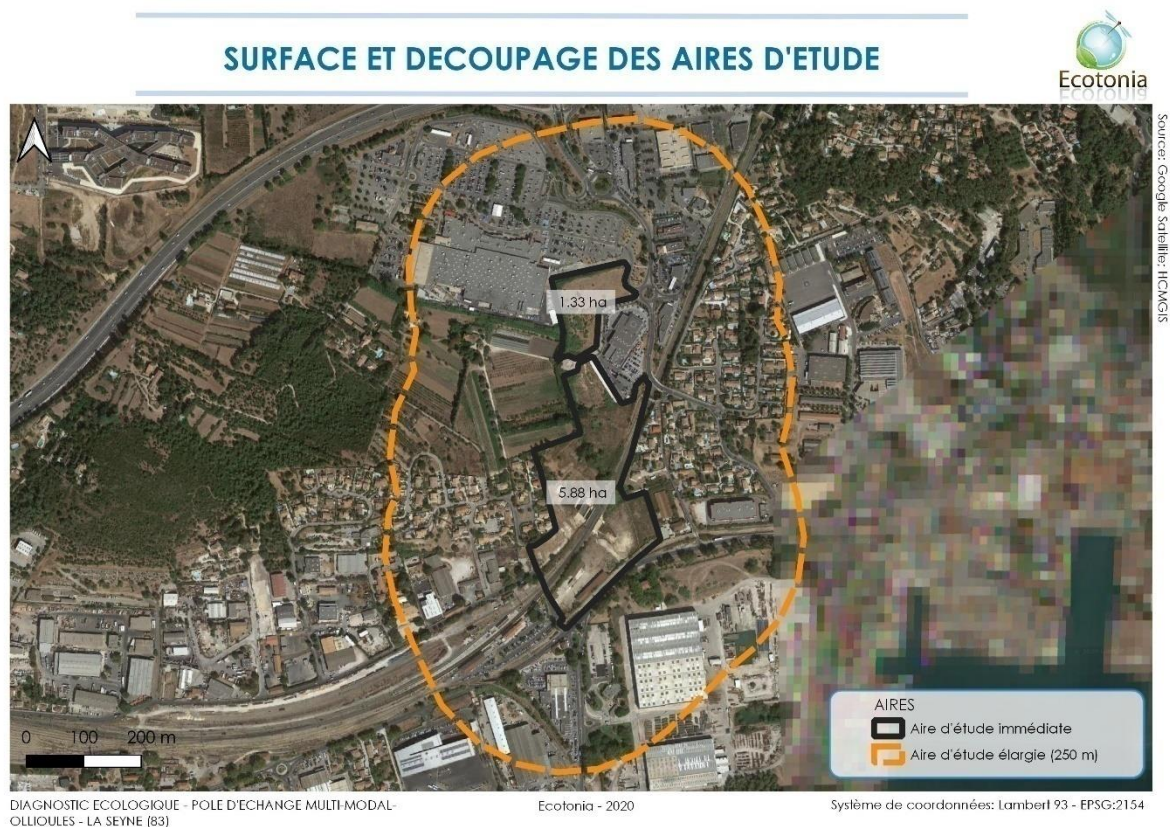 SURFACE ET DECOUPAGE DES AIRES D'ETUDE
Ecotonia
Source: Google Satellite; HCMGIS
1.33 ha
5.88 ha
0 100 200 m
AIRES
Aire d'étude immédiate
Aire d'étude élargie (250 m)
DIAGNOSTIC ECOLOGIQUE - POLE D'ECHANGE MULTI-MODAL-
OLLIOULES - LA SEYNE (83)
Ecotonia - 2020
Système de coordonnées: Lambert 93 - EPSG:2154